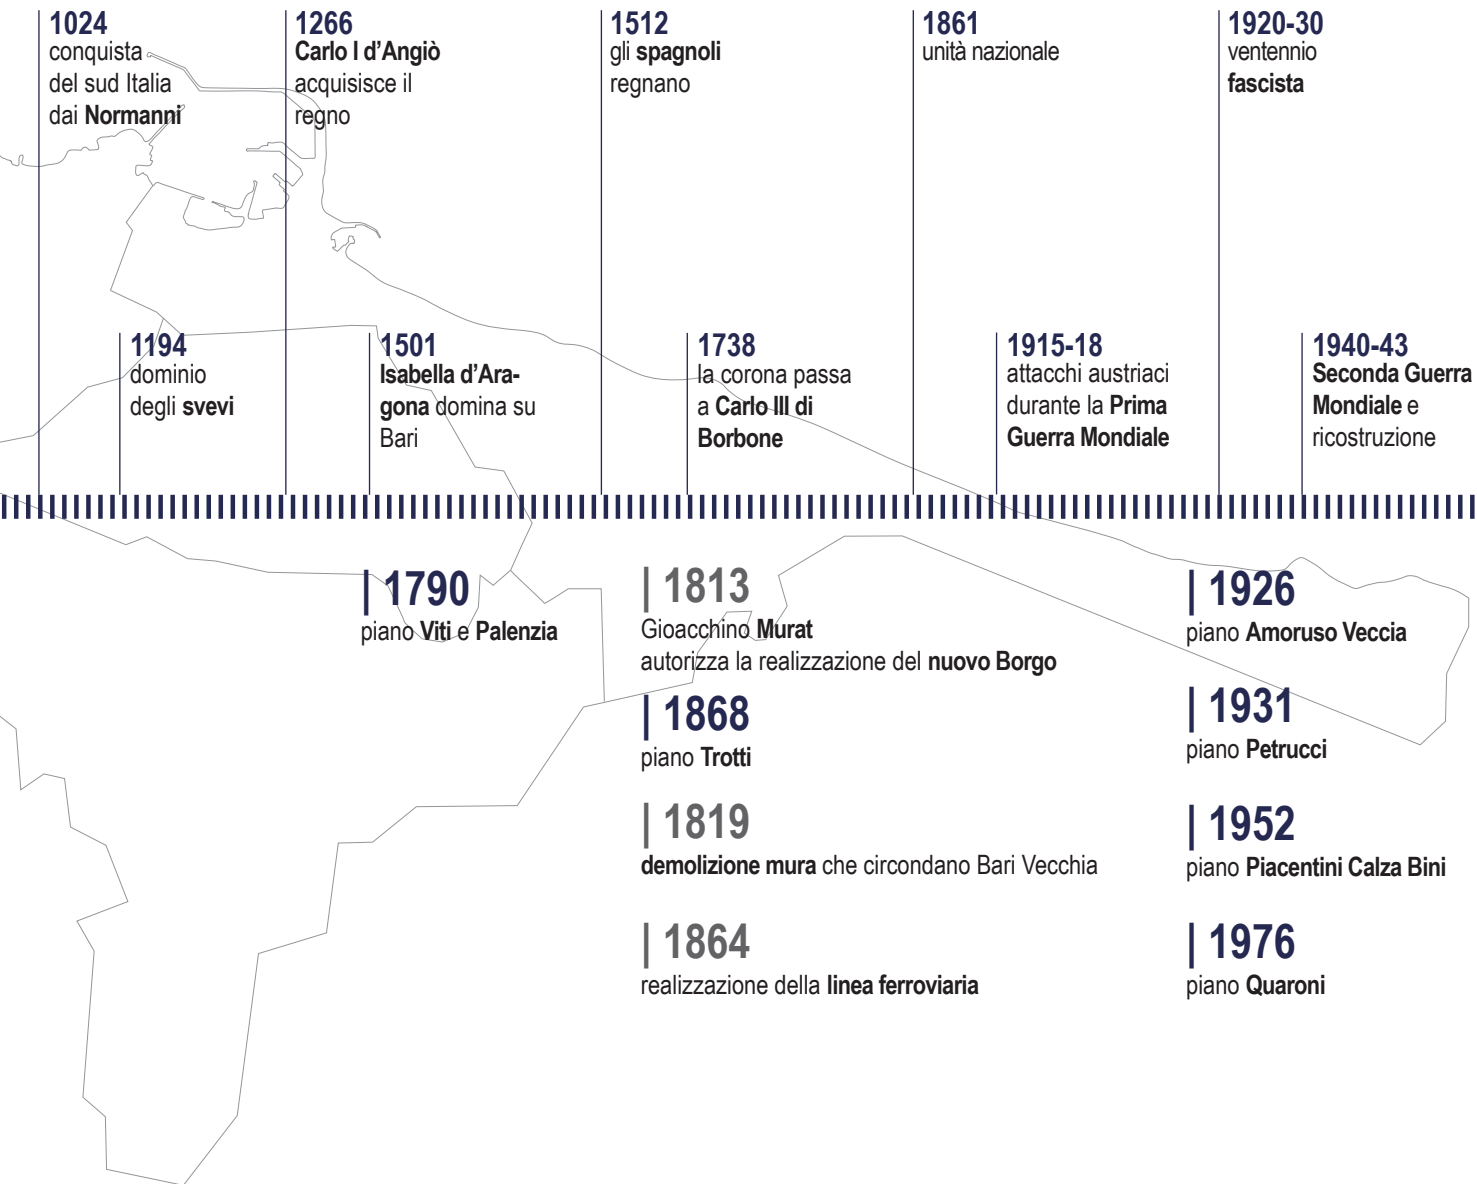 1024
conquista
del sud Italia
dai Normanni
1266
Carlo I d'Angiò
acquisisce il
regno
1512
gli spagnoli
regnano
1861
unità nazionale
1920-30
ventennio
fascista
1194
dominio
degli svevi
1501
Isabella d'Ara-
gona domina su
Bari
1738
la corona passa
a Carlo III di
Borbone
1915-18
attacchi austriaci
durante la Prima
Guerra Mondiale
1940-43
Seconda Guerra
Mondiale e
ricostruzione
| 1790
piano Viti e Palenzia
| 1813
Gioacchino Murat
autorizza la realizzazione del nuovo Borgo
| 1868
piano Trotti
| 1819
demolizione mura che circondano Bari Vecchia
| 1864
realizzazione della linea ferroviaria
| 1926
piano Amoruso Veccia
| 1931
piano Petrucci
| 1952
piano Piacentini Calza Bini
| 1976
piano Quaroni